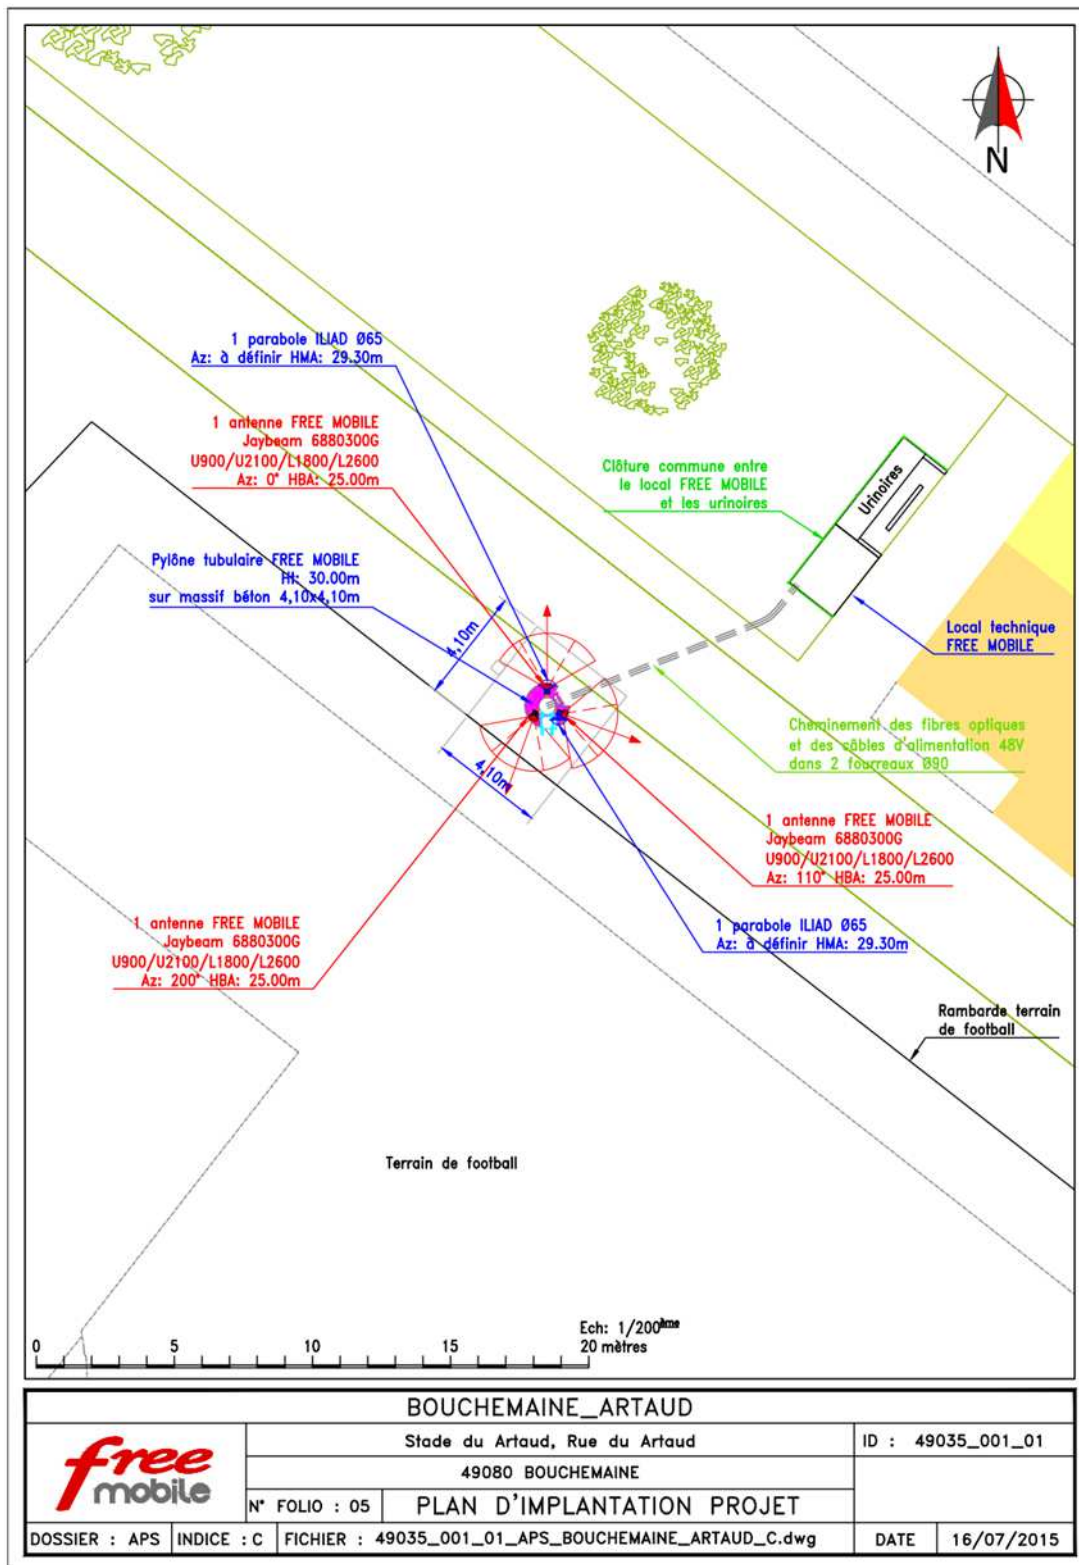 N
1 parabole ILIAD Ø65
Az: à définir HMA: 29.30m
1 antenne FREE MOBILE
Jaybeam 6880300G
U900/U2100/L1800/L2600
Az: 0° HBA: 25.00m
Clôture commune entre
le local FREE MOBILE
et les urinoires
Urinoires
Pylône tubulaire FREE MOBILE
Ht: 30.00m
sur massif béton 4,10x4,10m
4,10m
Local technique
FREE MOBILE
Cheminement des fibres optiques
et des câbles d'alimentation 48V
dans 2 fourreaux Ø90
4,10m
1 antenne FREE MOBILE
Jaybeam 6880300G
U900/U2100/L1800/L2600
Az: 110° HBA: 25.00m
1 antenne FREE MOBILE
Jaybeam 6880300G
U900/U2100/L1800/L2600
Az: 200° HBA: 25.00m
1 parabole ILIAD Ø65
Az: à définir HMA: 29.30m
Rambarde terrain
de football
Terrain de football
Ech: 1/200ème
0 5 10 15 20 mètres
BOUCHEMAINE_ARTAUD
free
mobile
Stade du Artaud, Rue du Artaud
ID : 49035_001_01
49080 BOUCHEMAINE
N° FOLIO : 05
PLAN D'IMPLANTATION PROJET
DOSSIER : APS
INDICE : C
FICHIER : 49035_001_01_APS_BOUCHEMAINE_ARTAUD_C.dwg
DATE
16/07/2015